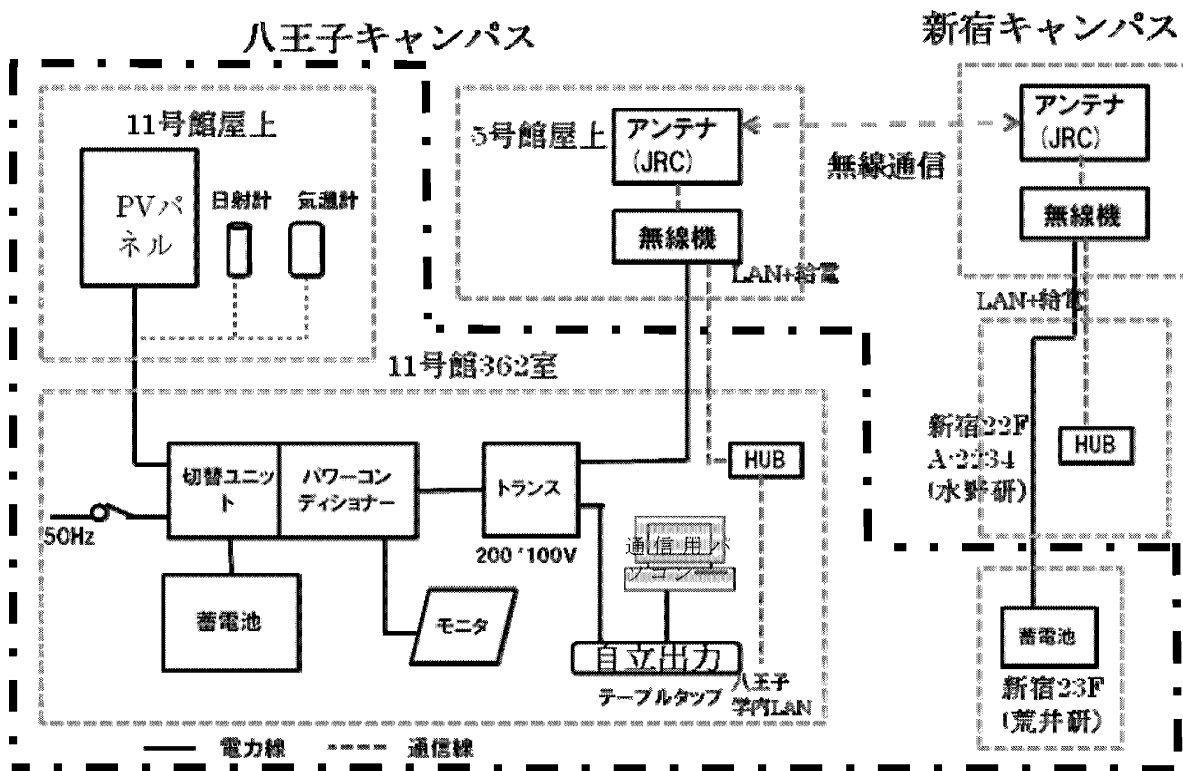 八王子キャンパス
新宿キャンパス
11号館屋上
PVパ
ネル
日射計
気温計
5号館屋上
アンテナ
(JRC)
無線機
LAN+給電
無線通信
アンテナ
(JRC)
無線機
LAN+給電
11号館362室
切替ユニッ
ト
パワーコン
ディショナー
トランス
200*100V
50Hz
蓄電池
モニタ
HUB
通信用パ
ソコン
自立出力
テーブルタップ
八王子
学内LAN
新宿22F
A-2234
(水野研)
HUB
蓄電池
新宿23F
(荒井研)
電力線
通信線